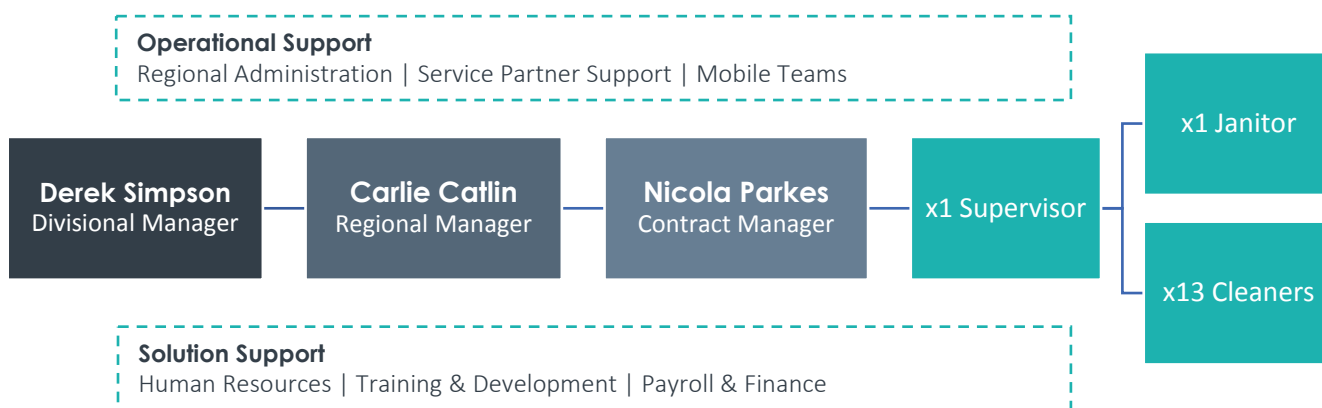 Operational Support
Regional Administration | Service Partner Support | Mobile Teams
x1 Janitor
Derek Simpson
Divisional Manager
Carlie Catlin
Regional Manager
Nicola Parkes
Contract Manager
x1 Supervisor
x13 Cleaners
Solution Support
Human Resources | Training & Development | Payroll & Finance